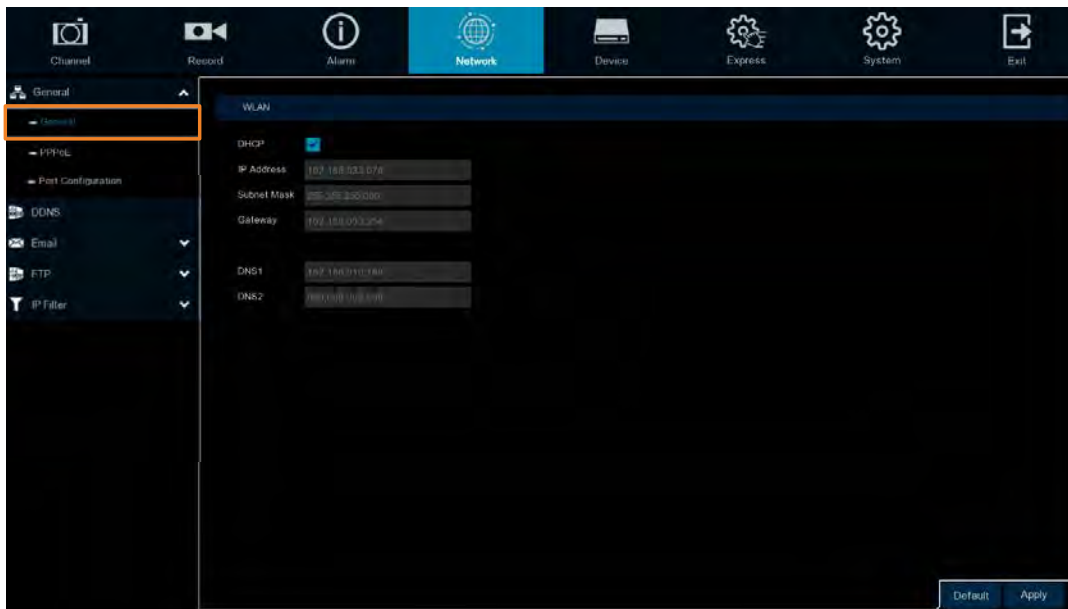 Channel Record Alarm Network Device Express System Exit
General
General
PPPoE
Port Configuration
DDNS
Email
FTP
IP Filter
WLAN
DHCP
IP Address
Subnet Mask
Gateway
DNS1
DNS2
Default Apply